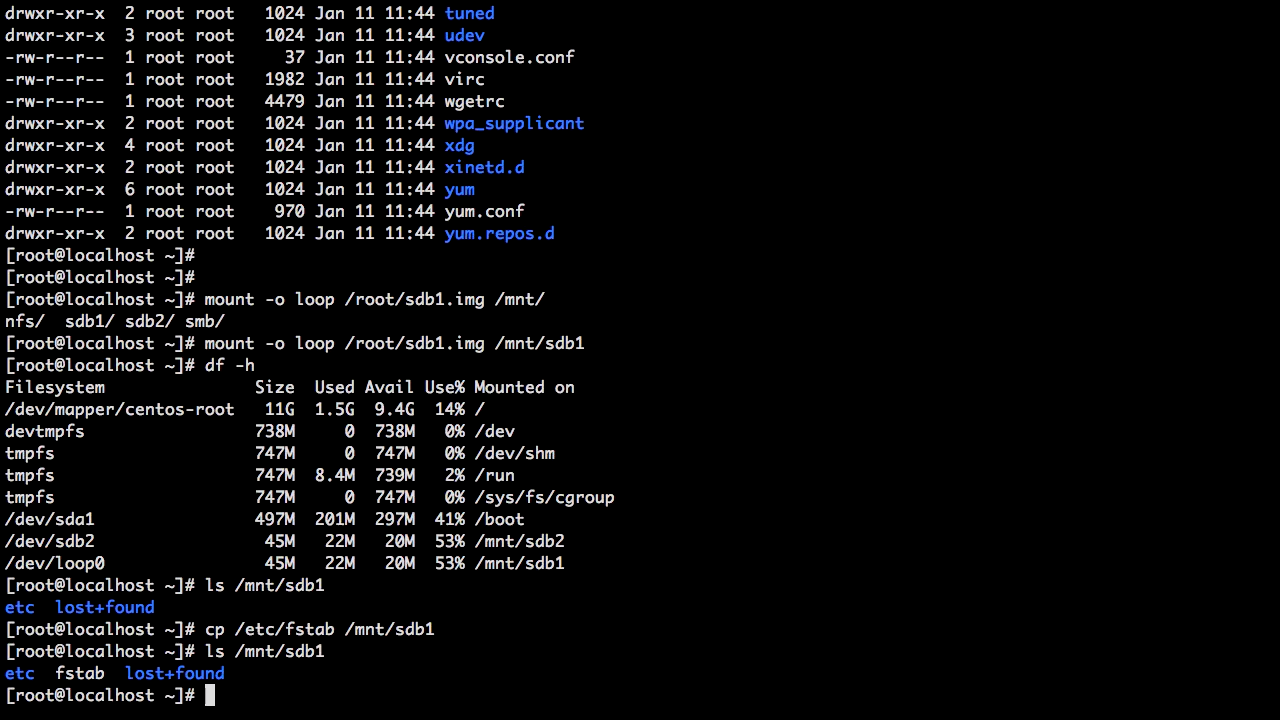 drwxr-xr-x  2 root root   1024 Jan 11 11:44 tuned
drwxr-xr-x  3 root root   1024 Jan 11 11:44 udev
-rw-r--r--  1 root root     37 Jan 11 11:44 vconsole.conf
-rw-r--r--  1 root root   1982 Jan 11 11:44 virc
-rw-r--r--  1 root root   4479 Jan 11 11:44 wgetrc
drwxr-xr-x  2 root root   1024 Jan 11 11:44 wpa_supplicant
drwxr-xr-x  4 root root   1024 Jan 11 11:44 xdg
drwxr-xr-x  2 root root   1024 Jan 11 11:44 xinetd.d
drwxr-xr-x  6 root root   1024 Jan 11 11:44 yum
-rw-r--r--  1 root root    970 Jan 11 11:44 yum.conf
drwxr-xr-x  2 root root   1024 Jan 11 11:44 yum.repos.d
[root@localhost ~]#
[root@localhost ~]#
[root@localhost ~]# mount -o loop /root/sdb1.img /mnt/
nfs/  sdb1/ sdb2/ smb/
[root@localhost ~]# mount -o loop /root/sdb1.img /mnt/sdb1
[root@localhost ~]# df -h
Filesystem               Size  Used Avail Use% Mounted on
/dev/mapper/centos-root   11G  1.5G  9.4G  14% /
devtmpfs                 738M     0  738M   0% /dev
tmpfs                    747M     0  747M   0% /dev/shm
tmpfs                    747M  8.4M  739M   2% /run
tmpfs                    747M     0  747M   0% /sys/fs/cgroup
/dev/sda1                497M  201M  297M  41% /boot
/dev/sdb2                 45M   22M   20M  53% /mnt/sdb2
/dev/loop0                45M   22M   20M  53% /mnt/sdb1
[root@localhost ~]# ls /mnt/sdb1
etc  lost+found
[root@localhost ~]# cp /etc/fstab /mnt/sdb1
[root@localhost ~]# ls /mnt/sdb1
etc  fstab  lost+found
[root@localhost ~]#